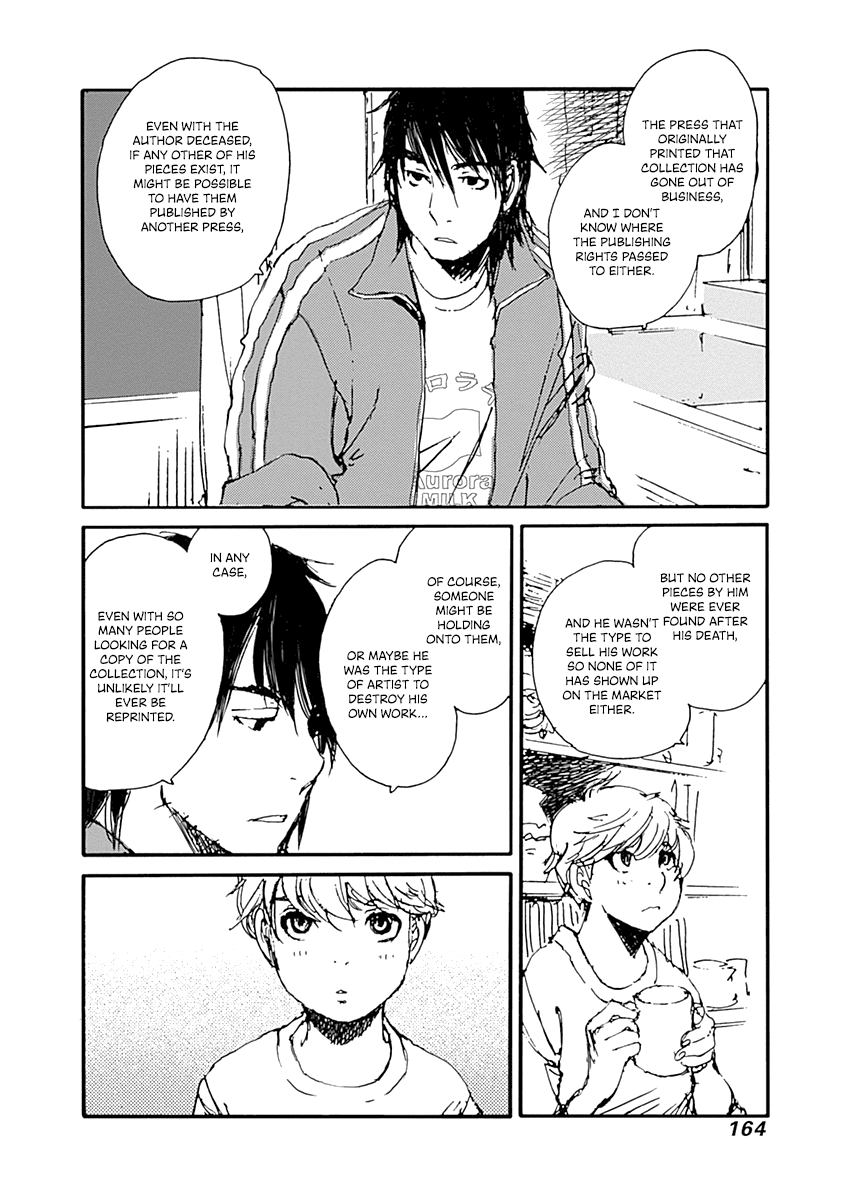 THE PRESS THAT
ORIGINALLY
PRINTED THAT
COLLECTION HAS
GONE OUT OF
BUSINESS,
AND I DON'T
KNOW WHERE
THE PUBLISHING
RIGHTS PASSED
TO EITHER.
EVEN WITH THE
AUTHOR DECEASED,
IF ANY OTHER OF HIS
PIECES EXIST, IT
MIGHT BE POSSIBLE
TO HAVE THEM
PUBLISHED BY
ANOTHER PRESS,
ロラ
Aurora
MILK
BUT NO OTHER
PIECES BY HIM
WERE EVER
FOUND AFTER
HIS DEATH,
AND HE WASN'T
THE TYPE TO
SELL HIS WORK
SO NONE OF IT
HAS SHOWN UP
ON THE MARKET
EITHER.
OF COURSE,
SOMEONE
MIGHT BE
HOLDING
ONTO THEM,
OR MAYBE HE
WAS THE TYPE
OF ARTIST TO
DESTROY HIS
OWN WORK...
IN ANY
CASE,
EVEN WITH SO
MANY PEOPLE
LOOKING FOR A
COPY OF THE
COLLECTION, IT'S
UNLIKELY IT'LL
EVER BE
REPRINTED.
164